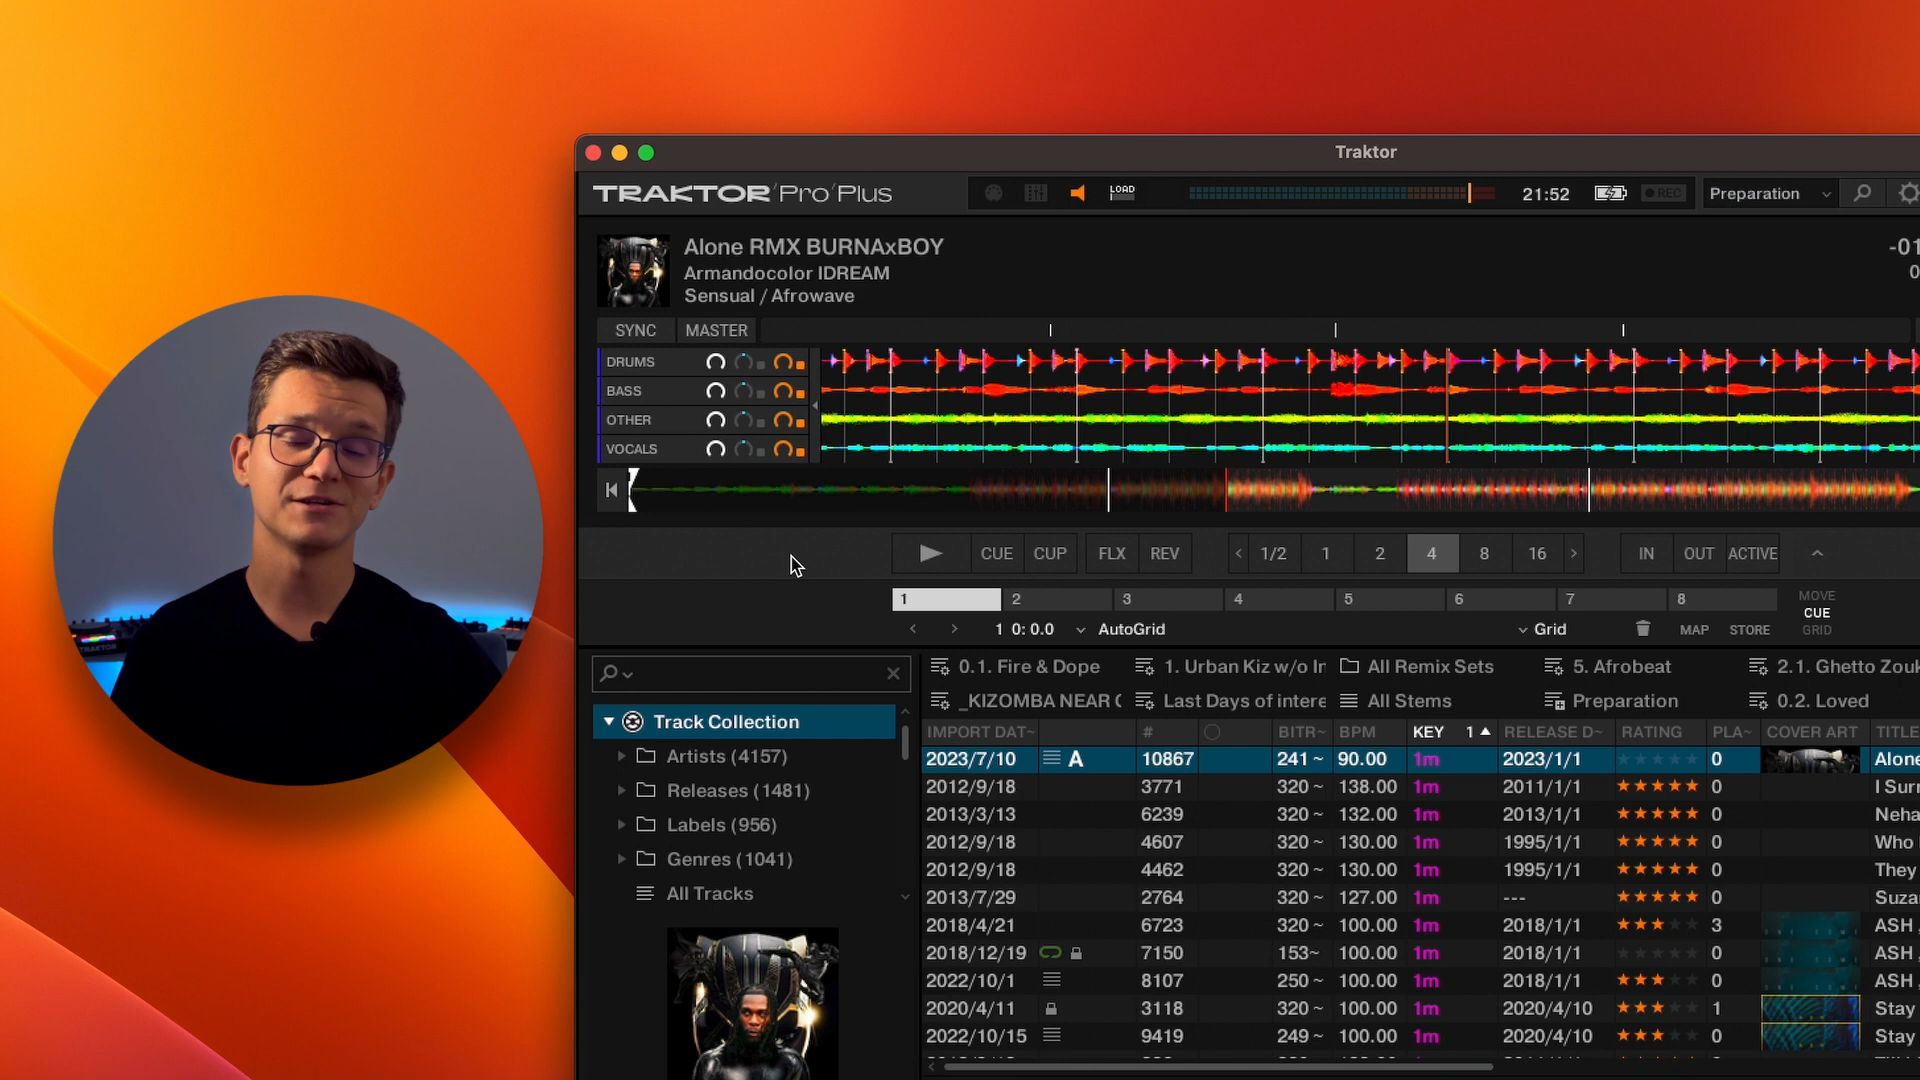 Traktor
TRAKTOR Pro Plus
LOAD
21:52
REC
Preparation
Alone RMX BURNAxBOY
-01
Armandocolor IDREAM
0
Sensual / Afrowave
SYNC MASTER
DRUMS
BASS
OTHER
VOCALS
CUE CUP FLX REV < 1/2 1 2 4 8 16 > IN OUT ACTIVE
1 2 3 4 5 6 7 8
MOVE
CUE
GRID
< > 1 0: 0.0 AutoGrid Grid MAP STORE
TRAKTOR
0.1. Fire & Dope 1. Urban Kiz w/o In All Remix Sets 5. Afrobeat 2.1. Ghetto Zouk
_KIZOMBA NEAR Last Days of intere All Stems Preparation 0.2. Loved
Track Collection
Artists (4157)
Releases (1481)
Labels (956)
Genres (1041)
All Tracks
IMPORT DAT~ # BITR~ BPM KEY 1 RELEASE D~ RATING PLA~ COVER ART TITLE
2023/7/10 A 10867 241 ~ 90.00 1m 2023/1/1 0 Alone
2012/9/18 3771 320 ~ 138.00 1m 2011/1/1 0 I Surr
2013/3/13 6239 320 ~ 132.00 1m 2013/1/1 0 Neha
2012/9/18 4607 320 ~ 130.00 1m 1995/1/1 0 Who
2012/9/18 4462 320 ~ 130.00 1m 1995/1/1 0 They
2013/7/29 2764 320 ~ 127.00 1m --- 0 Suza
2018/4/21 6723 320 ~ 100.00 1m 2018/1/1 3 ASH
2018/12/19 7150 153~ 100.00 1m 2018/1/1 0 ASH
2022/10/1 8107 250 ~ 100.00 1m 2018/1/1 0 ASH
2020/4/11 3118 320 ~ 100.00 1m 2020/4/10 1 Stay
2022/10/15 9419 249 ~ 100.00 1m 2020/4/10 0 Stay